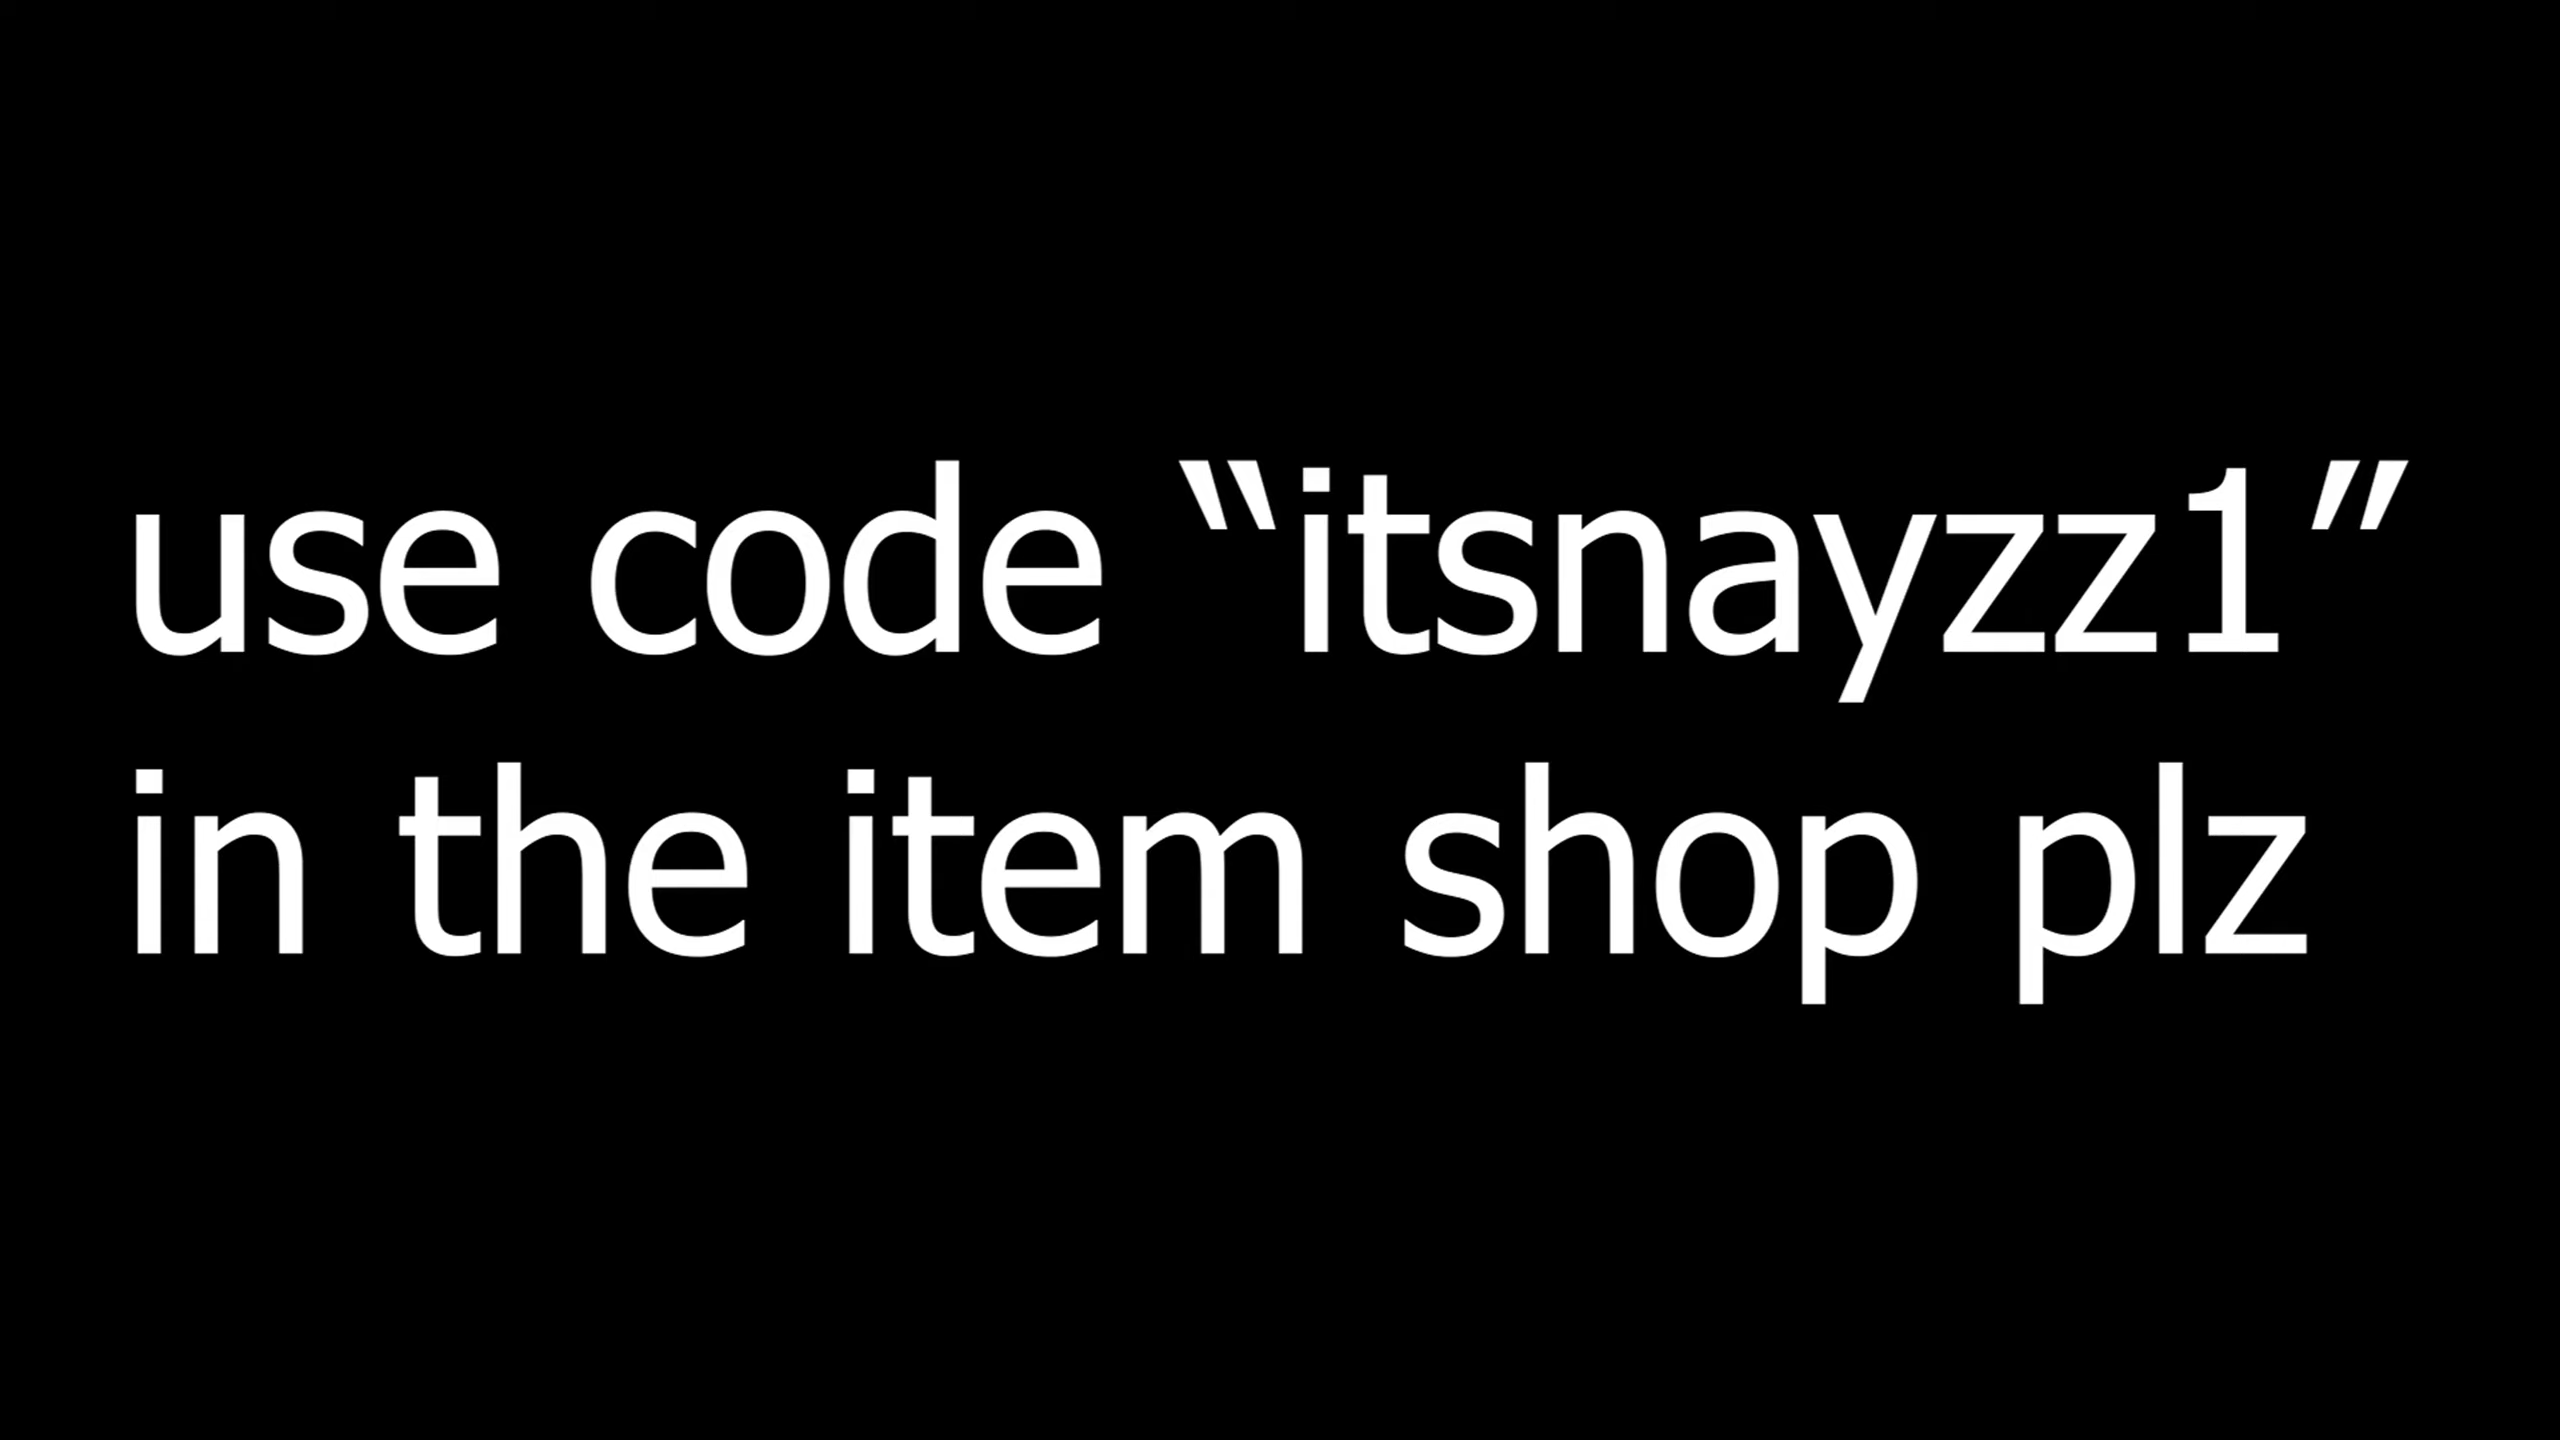 use code “itsnayzz1”
in the item shop plz